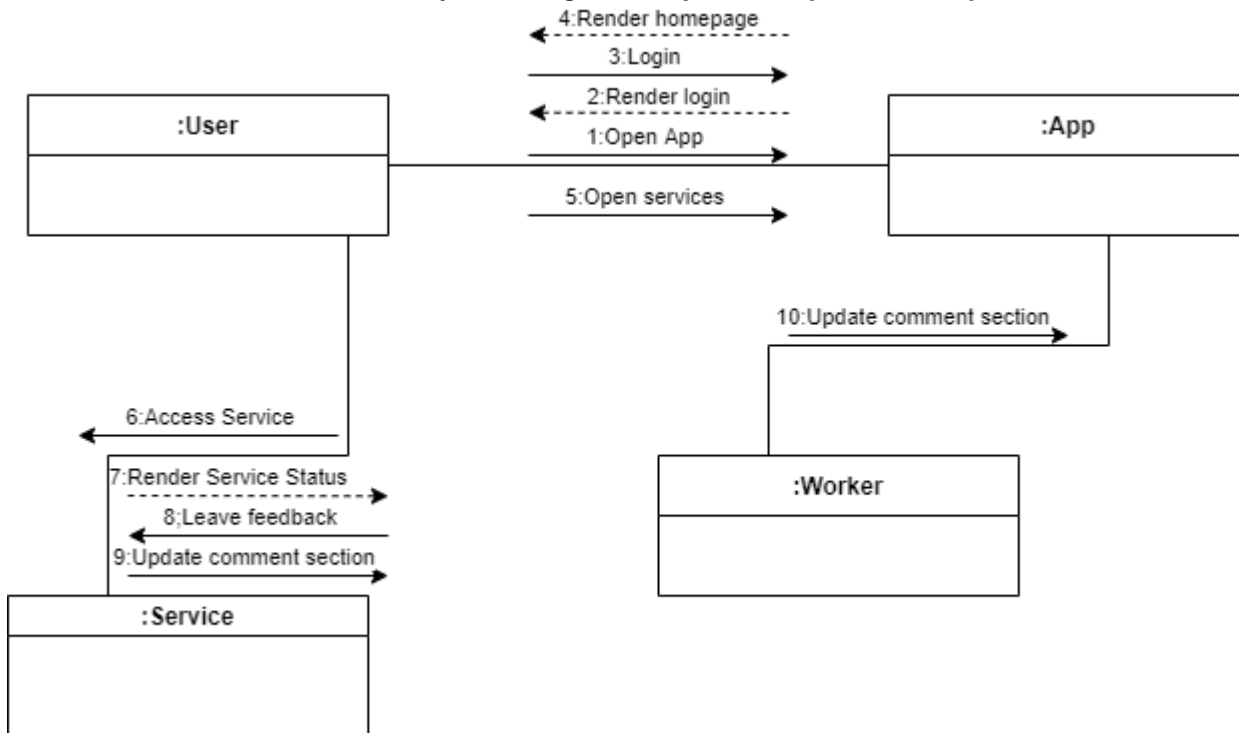 4:Render homepage
3:Login
2:Render login
:User
:App
1:Open App
5:Open services
10:Update comment section
6:Access Service
7:Render Service Status
:Worker
8;Leave feedback
9:Update comment section
:Service